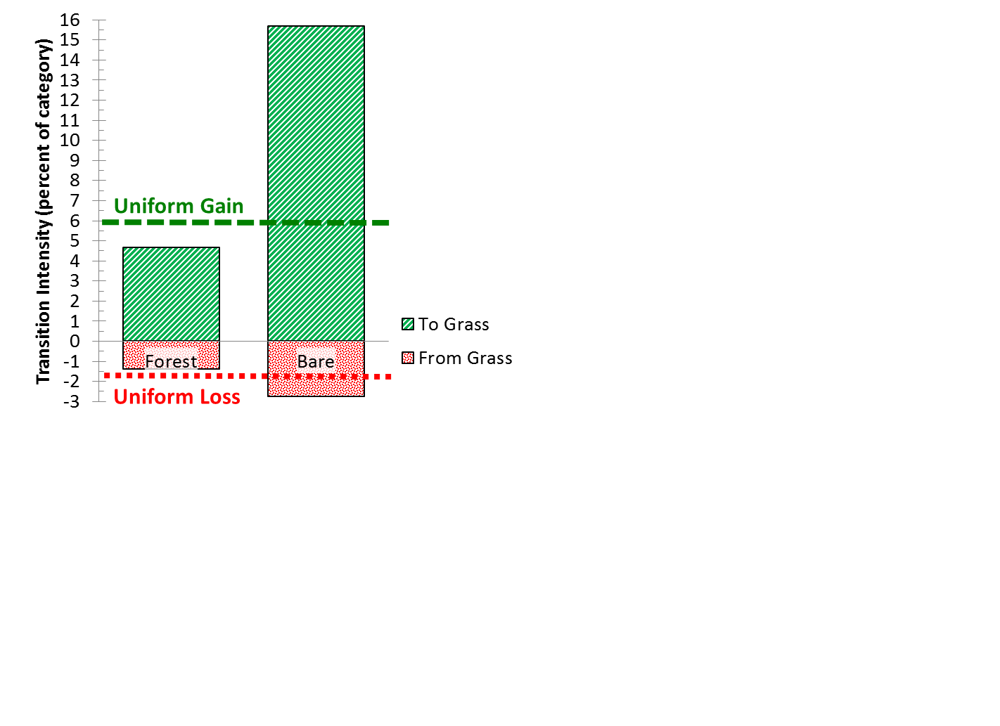 Transition Intensity (percent of category)
16
15
14
13
12
11
10
9
8
7
6
5
4
3
2
1
0
-1
-2
-3
Uniform Gain
Forest
Bare
Uniform Loss
To Grass
From Grass